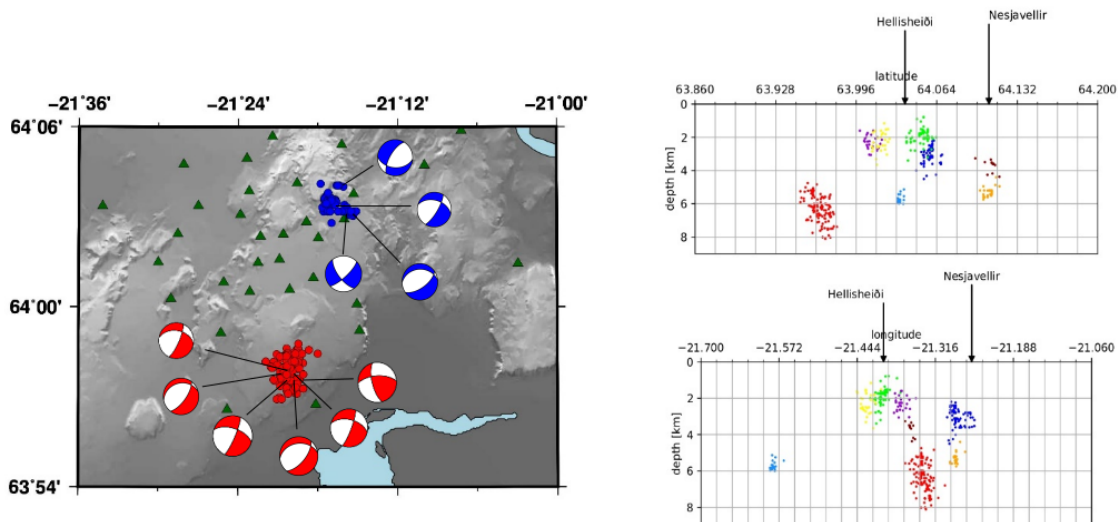 −21˚36' −21˚24' −21˚12' −21˚00'
64˚06'
64˚00'
63˚54'
Hellisheiði
Nesjavellir
latitude
63.860 63.928 63.996 64.064 64.132 64.200
0
2
4
6
8
depth [km]
Hellisheiði
Nesjavellir
longitude
−21.700 −21.572 −21.444 −21.316 −21.188 −21.060
0
2
4
6
8
depth [km]